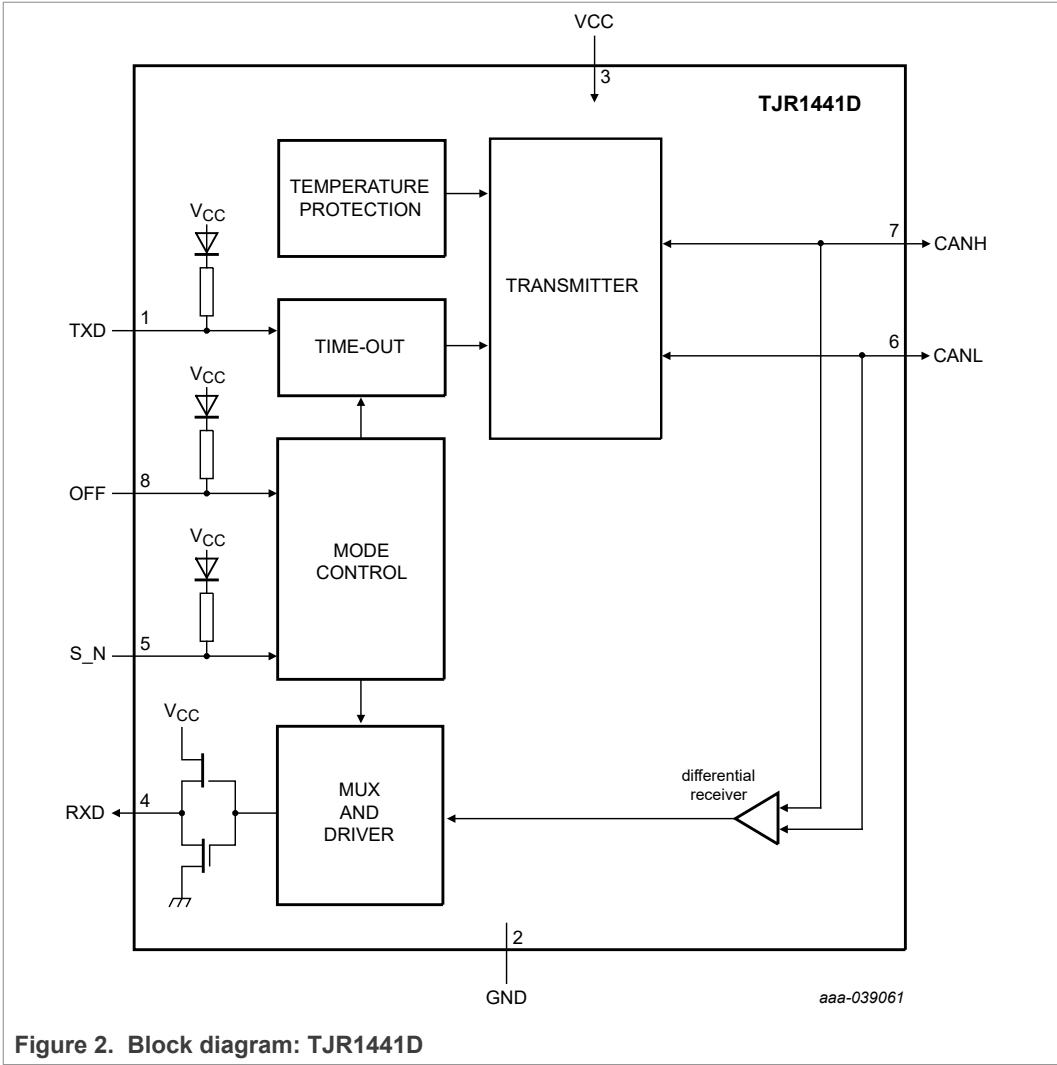 VCC
3
TJR1441D
TEMPERATURE
PROTECTION
VCC
7
CANH
TRANSMITTER
TXD
1
TIME-OUT
6
CANL
VCC
OFF
8
MODE
CONTROL
VCC
S_N
5
VCC
MUX
AND
DRIVER
differential
receiver
RXD
4
2
GND
aaa-039061
Figure 2. Block diagram: TJR1441D